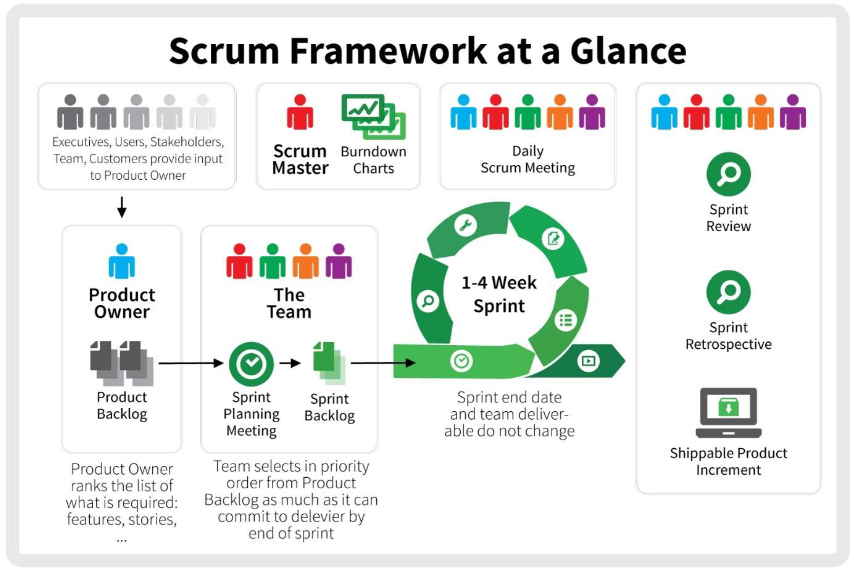 Scrum Framework at a Glance
Executives, Users, Stakeholders,
Team, Customers provide input
to Product Owner
Scrum
Master
Burndown
Charts
Daily
Scrum Meeting
Sprint
Review
Sprint
Retrospective
Shippable Product
Increment
Product
Owner
Product
Backlog
The
Team
Sprint
Planning
Meeting
Sprint
Backlog
1-4 Week
Sprint
Sprint end date
and team deliver-
able do not change
Product Owner
ranks the list of
what is required:
features, stories,
...
Team selects in priority
order from Product
Backlog as much as it can
commit to delevier by
end of sprint